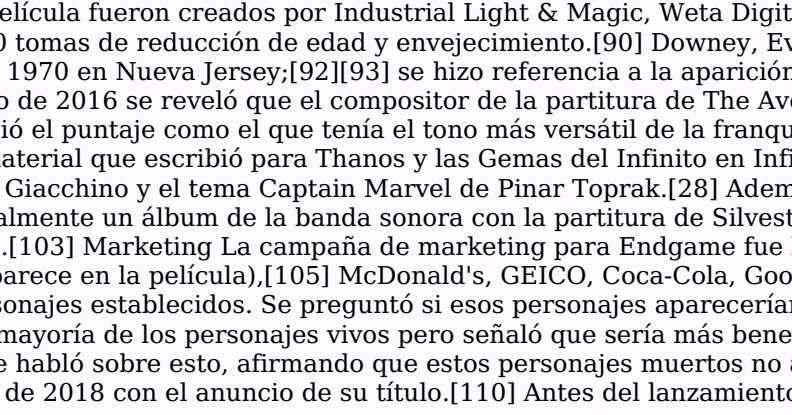 elícula fueron creados por Industrial Light & Magic, Weta Digit
0 tomas de reducción de edad y envejecimiento.[90] Downey, Ev
1970 en Nueva Jersey;[92][93] se hizo referencia a la aparición
o de 2016 se reveló que el compositor de la partitura de The Av
ió el puntaje como el que tenía el tono más versátil de la franqu
aterial que escribió para Thanos y las Gemas del Infinito en Infi
Giacchino y el tema Captain Marvel de Pinar Toprak.[28] Adem
almente un álbum de la banda sonora con la partitura de Silvest
.[103] Marketing La campaña de marketing para Endgame fue
parece en la película),[105] McDonald's, GEICO, Coca-Cola, Goo
sonajes establecidos. Se preguntó si esos personajes aparecería
mayoría de los personajes vivos pero señaló que sería más bene
e habló sobre esto, afirmando que estos personajes muertos no a
de 2018 con el anuncio de su título.[110] Antes del lanzamiento